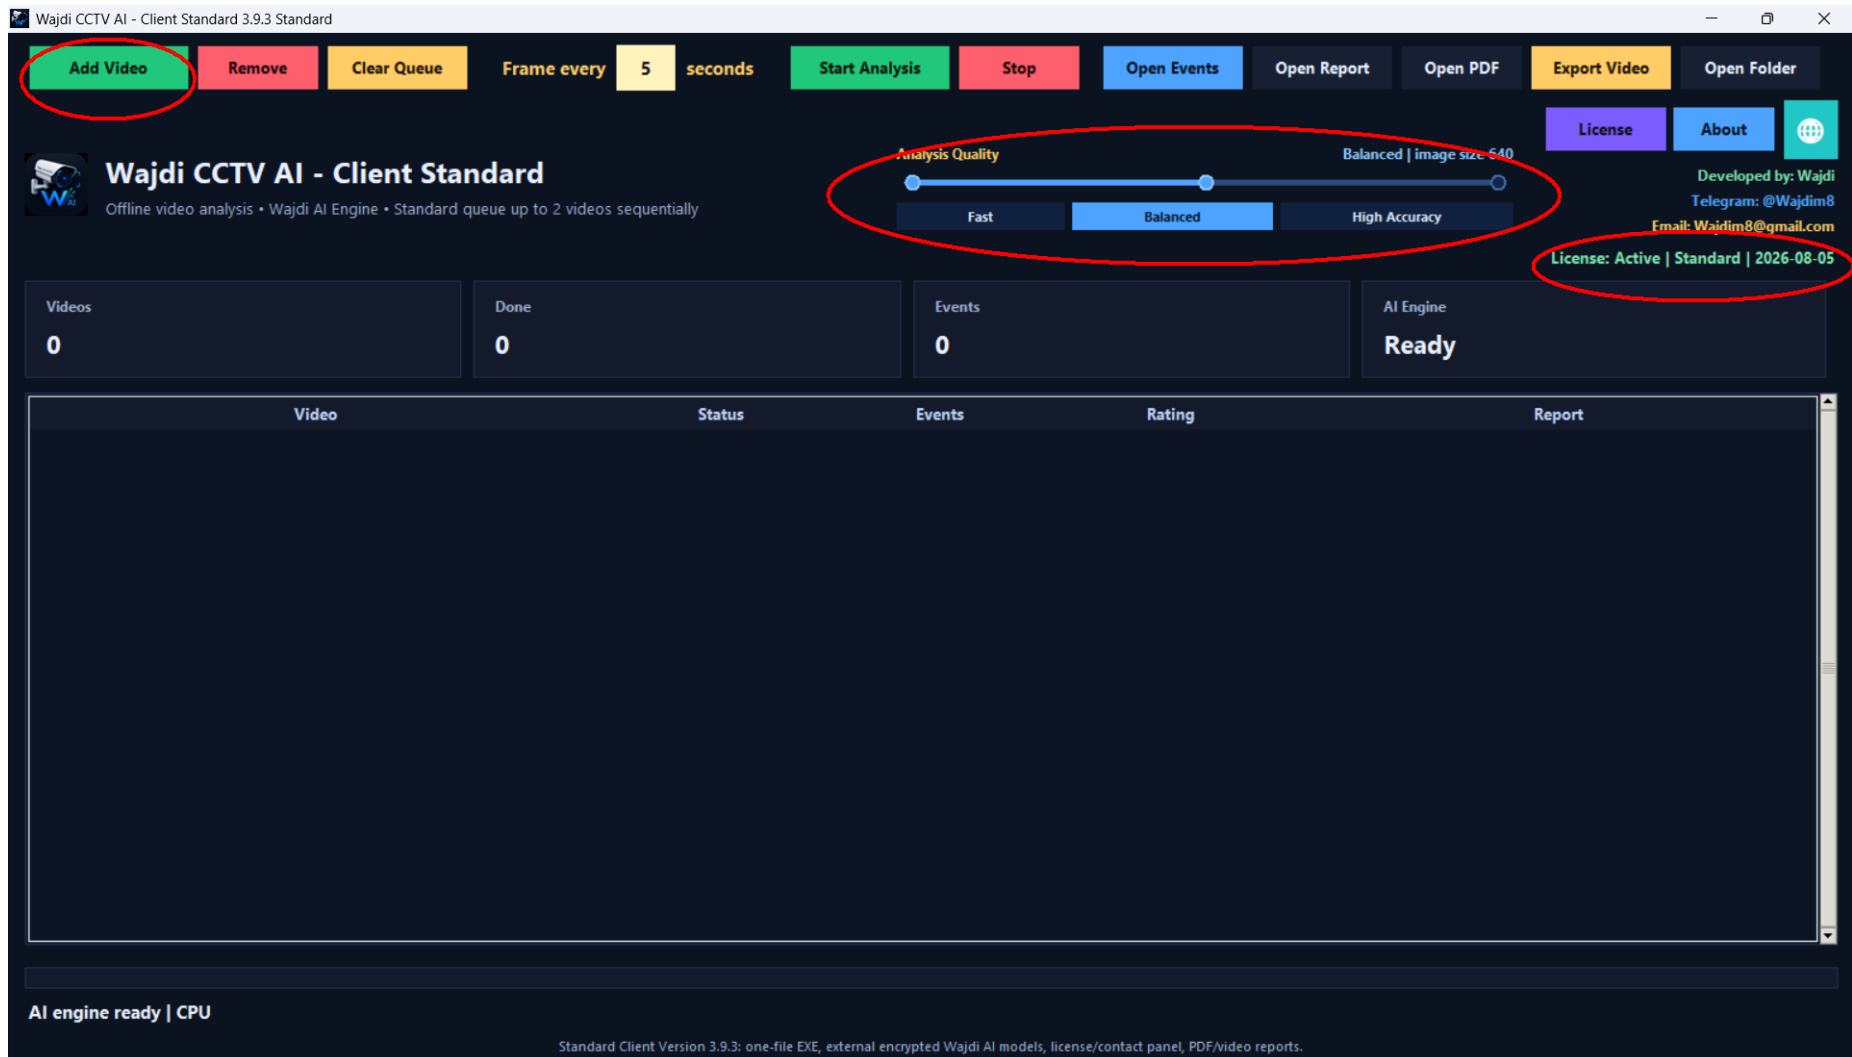 Wajdi CCTV AI - Client Standard 3.9.3 Standard
Add Video Remove Clear Queue Frame every 5 seconds Start Analysis Stop Open Events Open Report Open PDF Export Video Open Folder
License About
Analysis Quality Balanced | image size 640
Wajdi CCTV AI - Client Standard
Offline video analysis • Wajdi AI Engine • Standard queue up to 2 videos sequentially
Fast Balanced High Accuracy
Developed by: Wajdi
Telegram: @Wajdim8
Email: Wajdim8@gmail.com
License: Active | Standard | 2026-08-05
Videos Done Events AI Engine
0 0 0 Ready
Video Status Events Rating Report
AI engine ready | CPU
Standard Client Version 3.9.3: one-file EXE, external encrypted Wajdi AI models, license/contact panel, PDF/video reports.